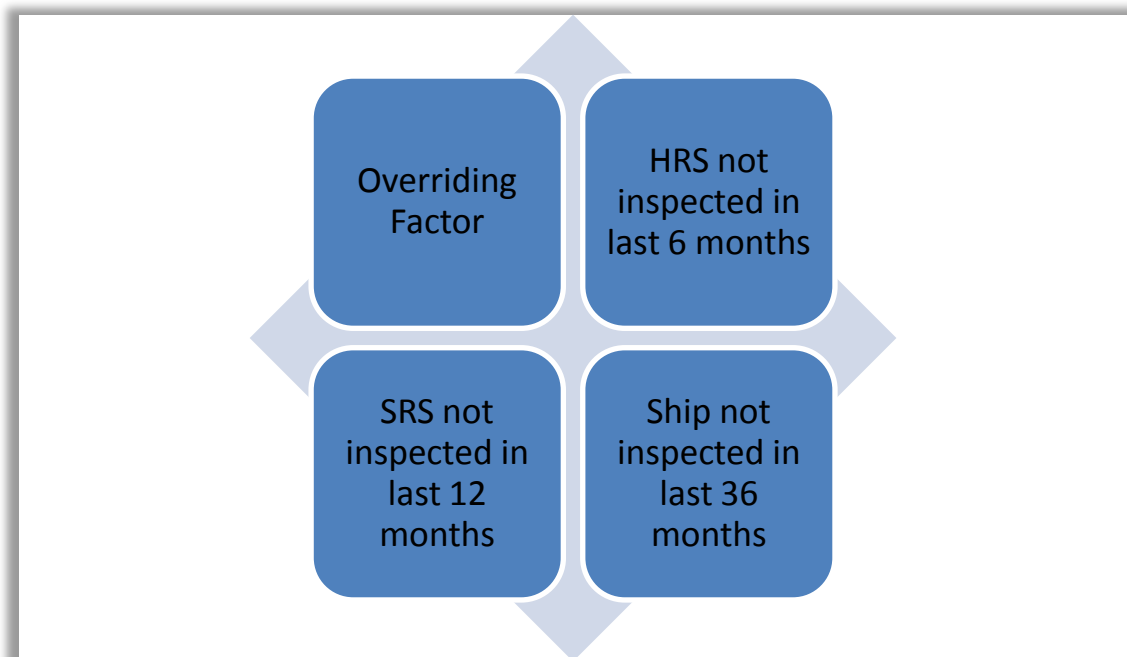 Overriding
Factor
HRS not
inspected in
last 6 months
SRS not
inspected in
last 12
months
Ship not
inspected in
last 36
months